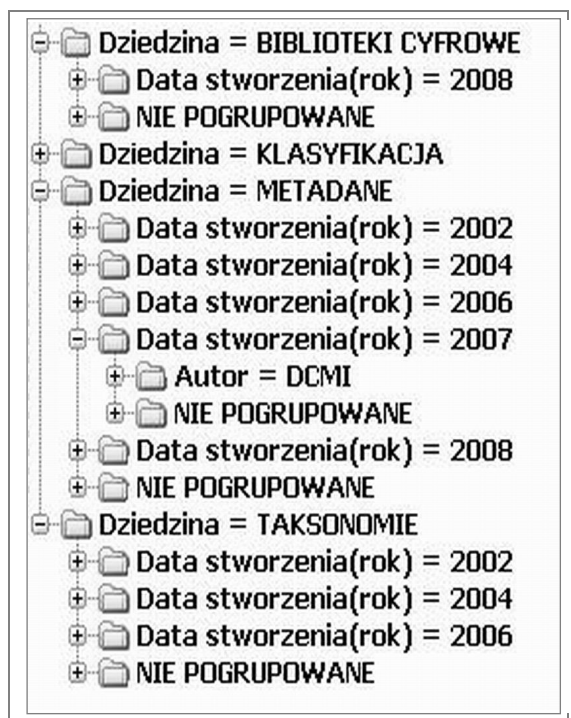 Dziedzina = BIBLIOTEKI CYFROWE
Data stworzenia(rok) = 2008
NIE POGRUPOWANE
Dziedzina = KLASYFIKACJA
Dziedzina = METADANE
Data stworzenia(rok) = 2002
Data stworzenia(rok) = 2004
Data stworzenia(rok) = 2006
Data stworzenia(rok) = 2007
Autor = DCMI
NIE POGRUPOWANE
Data stworzenia(rok) = 2008
NIE POGRUPOWANE
Dziedzina = TAKSONOMIE
Data stworzenia(rok) = 2002
Data stworzenia(rok) = 2004
Data stworzenia(rok) = 2006
NIE POGRUPOWANE